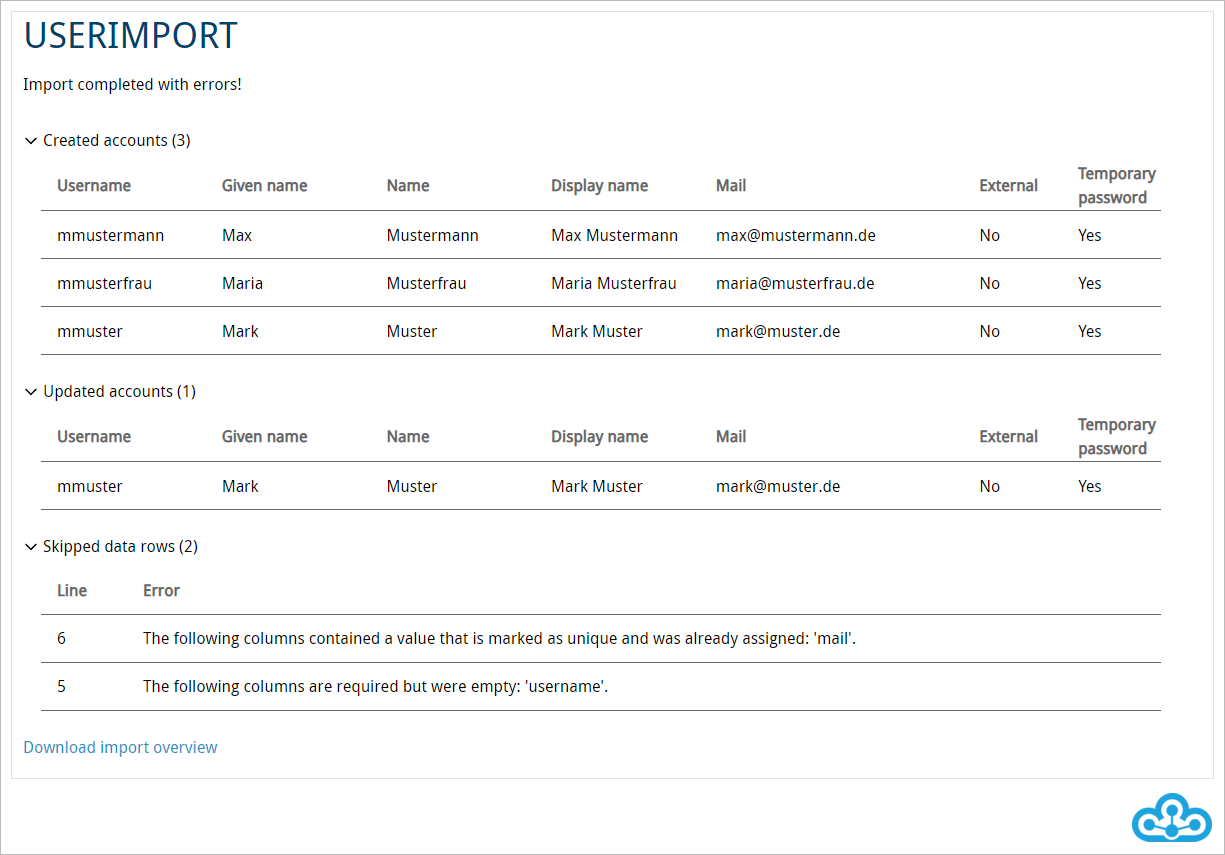 USERIMPORT
Import completed with errors!
Created accounts (3)
Username Given name Name Display name Mail External Temporary password
mmustermann Max Mustermann Max Mustermann max@mustermann.de No Yes
mmusterfrau Maria Musterfrau Maria Musterfrau maria@musterfrau.de No Yes
mmuster Mark Muster Mark Muster mark@muster.de No Yes
Updated accounts (1)
Username Given name Name Display name Mail External Temporary password
mmuster Mark Muster Mark Muster mark@muster.de No Yes
Skipped data rows (2)
Line Error
6 The following columns contained a value that is marked as unique and was already assigned: 'mail'.
5 The following columns are required but were empty: 'username'.
Download import overview